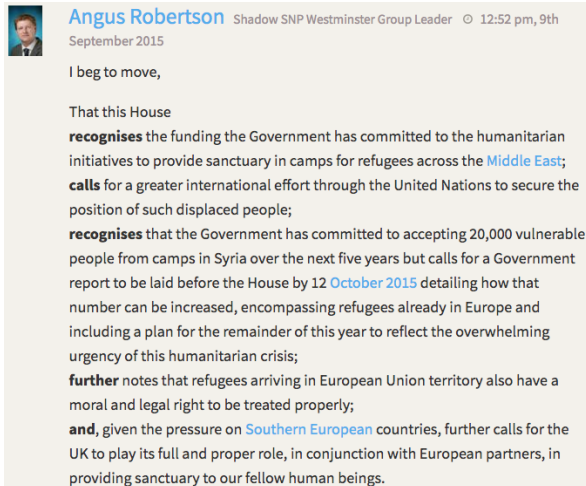 Angus Robertson Shadow SNP Westminster Group Leader 12:52 pm, 9th
September 2015
I beg to move,
That this House
recognises the funding the Government has committed to the humanitarian
initiatives to provide sanctuary in camps for refugees across the Middle East;
calls for a greater international effort through the United Nations to secure the
position of such displaced people;
recognises that the Government has committed to accepting 20,000 vulnerable
people from camps in Syria over the next five years but calls for a Government
report to be laid before the House by 12 October 2015 detailing how that
number can be increased, encompassing refugees already in Europe and
including a plan for the remainder of this year to reflect the overwhelming
urgency of this humanitarian crisis;
further notes that refugees arriving in European Union territory also have a
moral and legal right to be treated properly;
and, given the pressure on Southern European countries, further calls for the
UK to play its full and proper role, in conjunction with European partners, in
providing sanctuary to our fellow human beings.